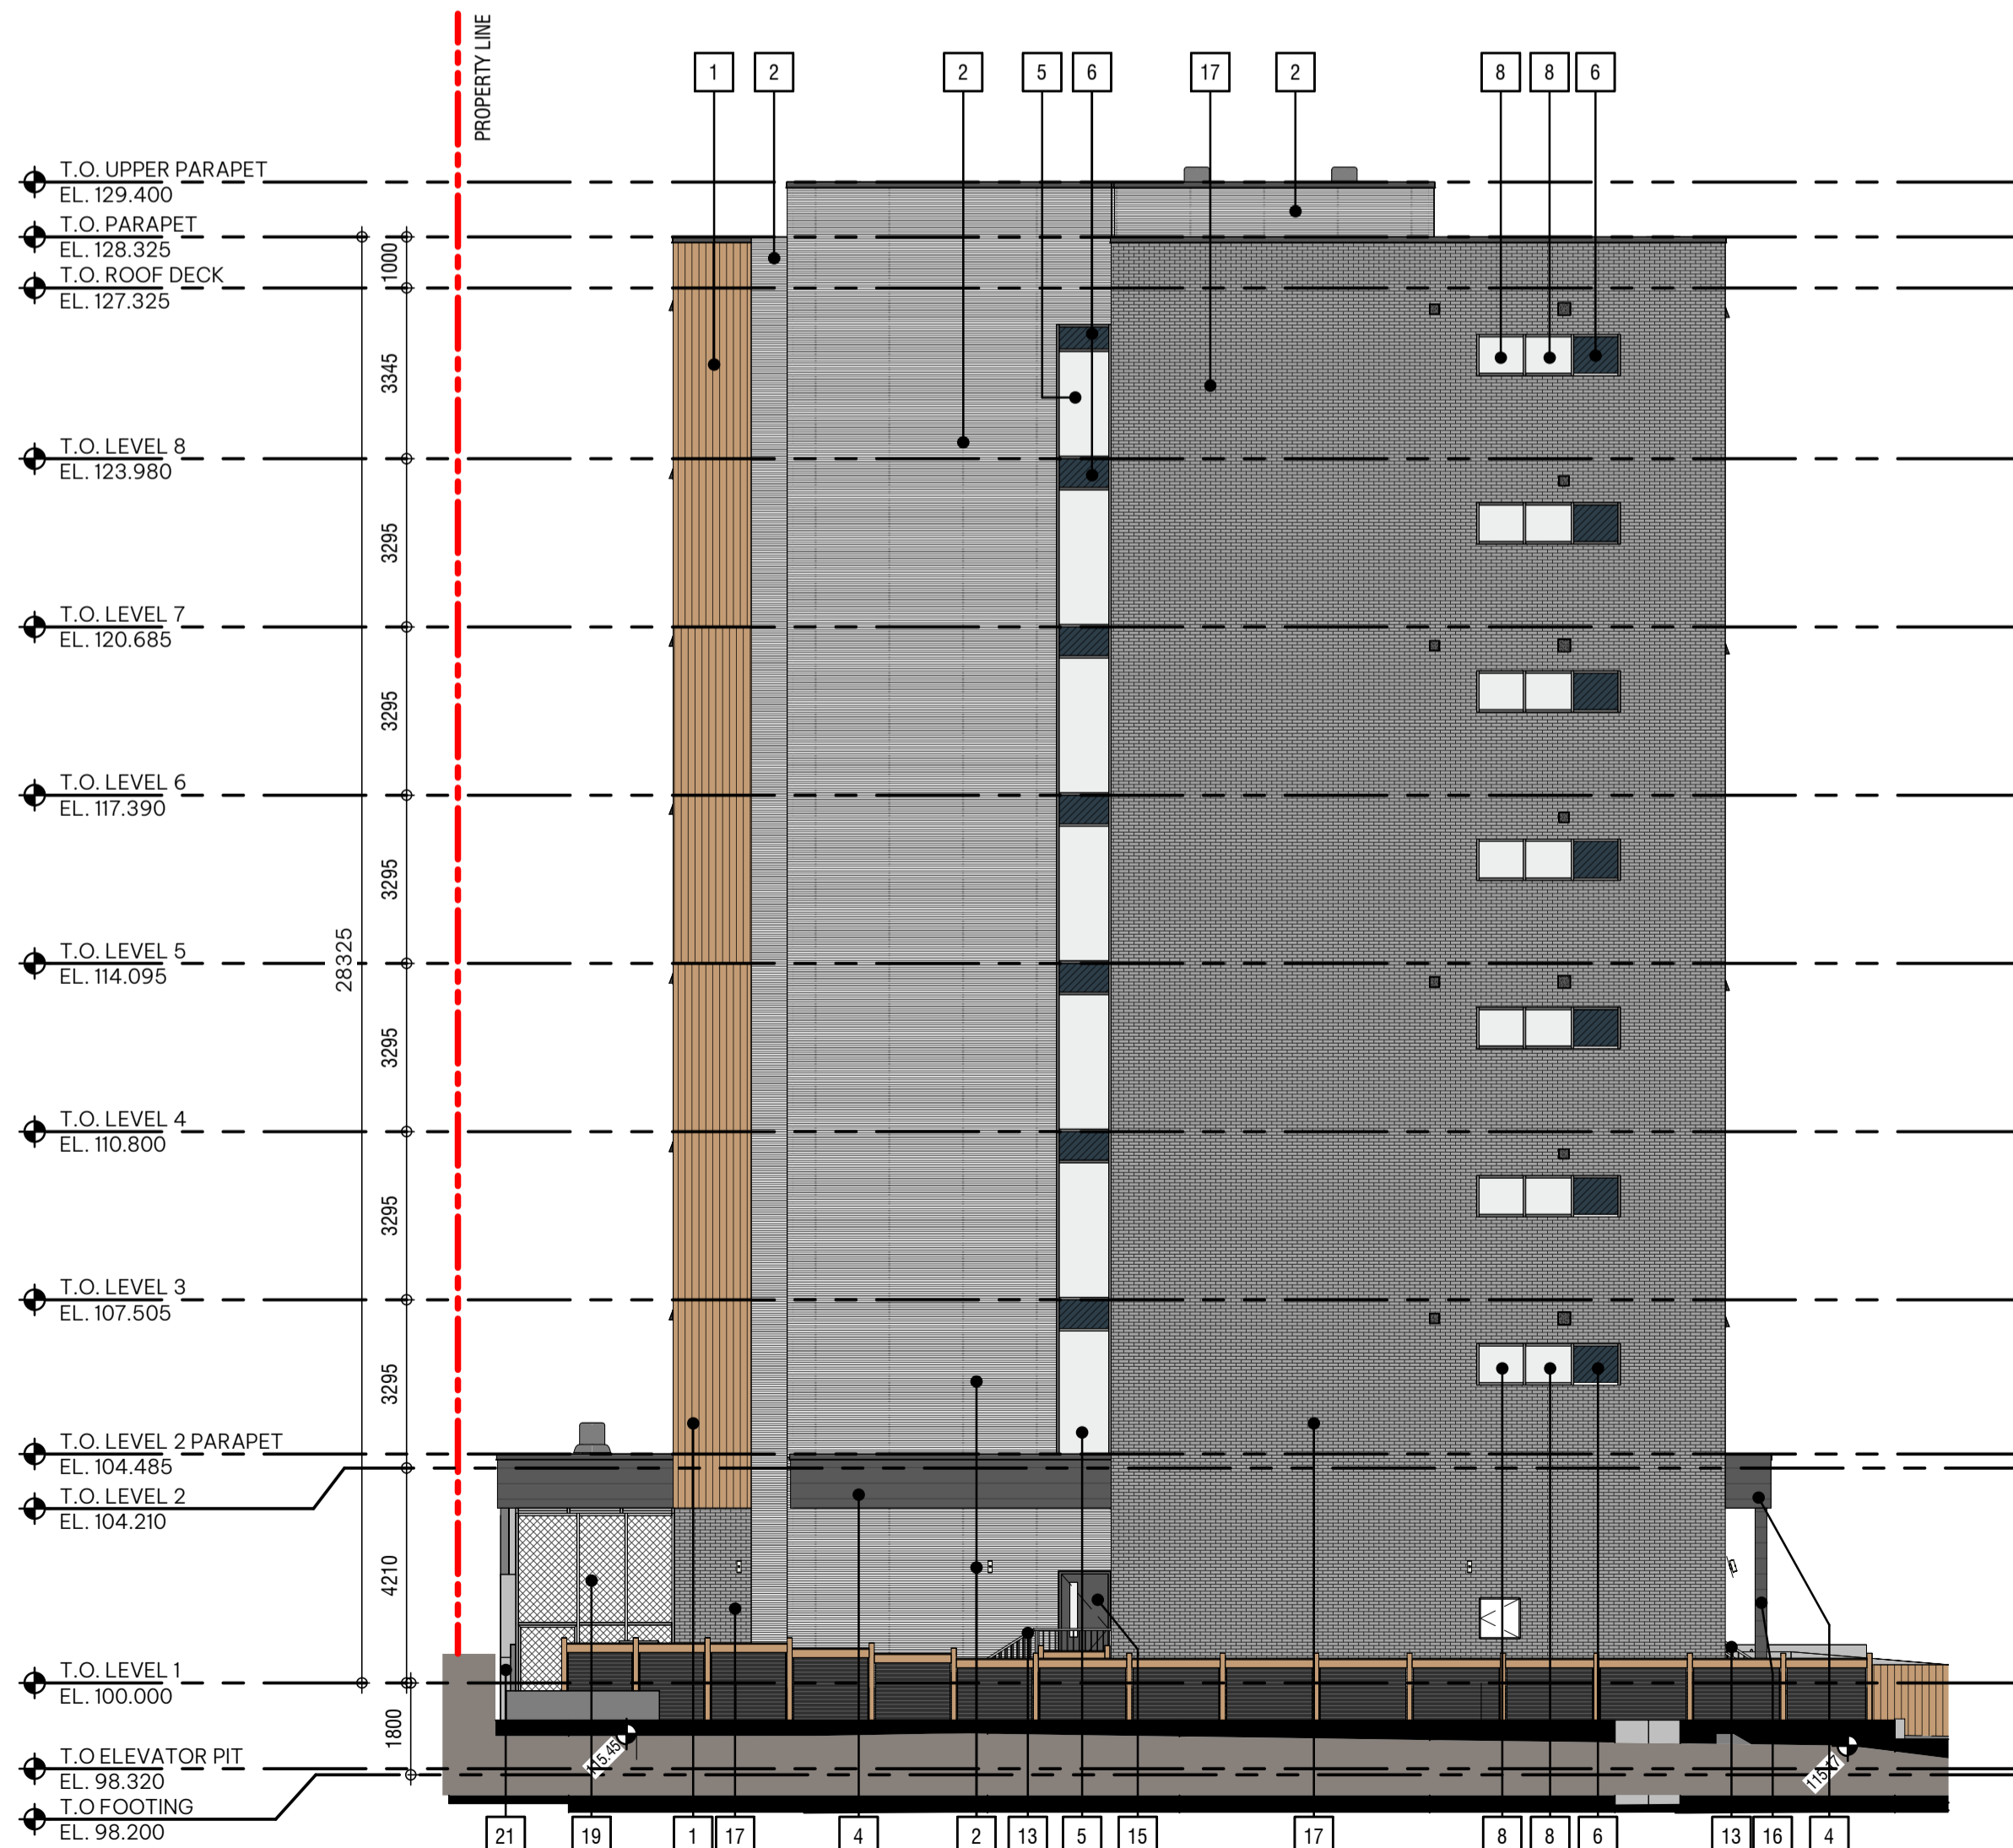 PROPERTY LINE
1 2 2 5 6 17 2 8 8 6
T.O. UPPER PARAPET
EL. 129.400
T.O. PARAPET
EL. 128.325
1000
T.O. ROOF DECK
EL. 127.325
3345
T.O. LEVEL 8
EL. 123.980
3295
T.O. LEVEL 7
EL. 120.685
3295
T.O. LEVEL 6
EL. 117.390
3295
T.O. LEVEL 5
EL. 114.095
28325
3295
T.O. LEVEL 4
EL. 110.800
3295
T.O. LEVEL 3
EL. 107.505
3295
T.O. LEVEL 2 PARAPET
EL. 104.485
T.O. LEVEL 2
EL. 104.210
4210
T.O. LEVEL 1
EL. 100.000
1800
T.O ELEVATOR PIT
EL. 98.320
T.O FOOTING
EL. 98.200
21 19 1 17 4 2 13 5 15 17 8 8 6 13 16 4